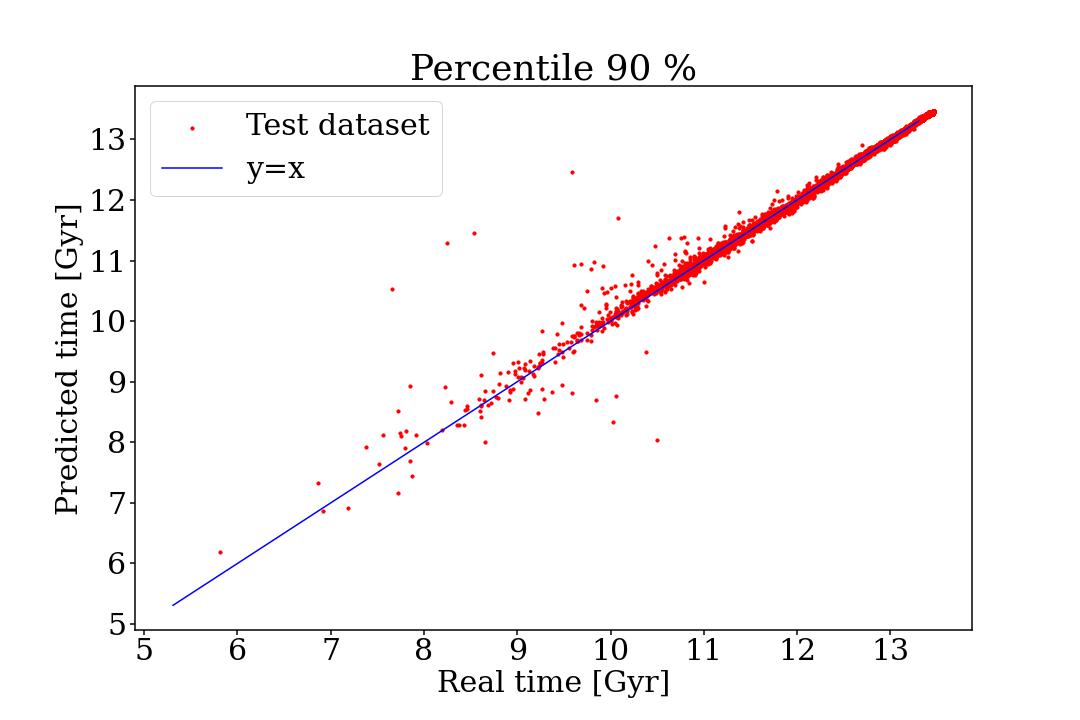 Percentile 90 %
Test dataset
y=x
Predicted time [Gyr]
13
12
11
10
9
8
7
6
5
5 6 7 8 9 10 11 12 13
Real time [Gyr]